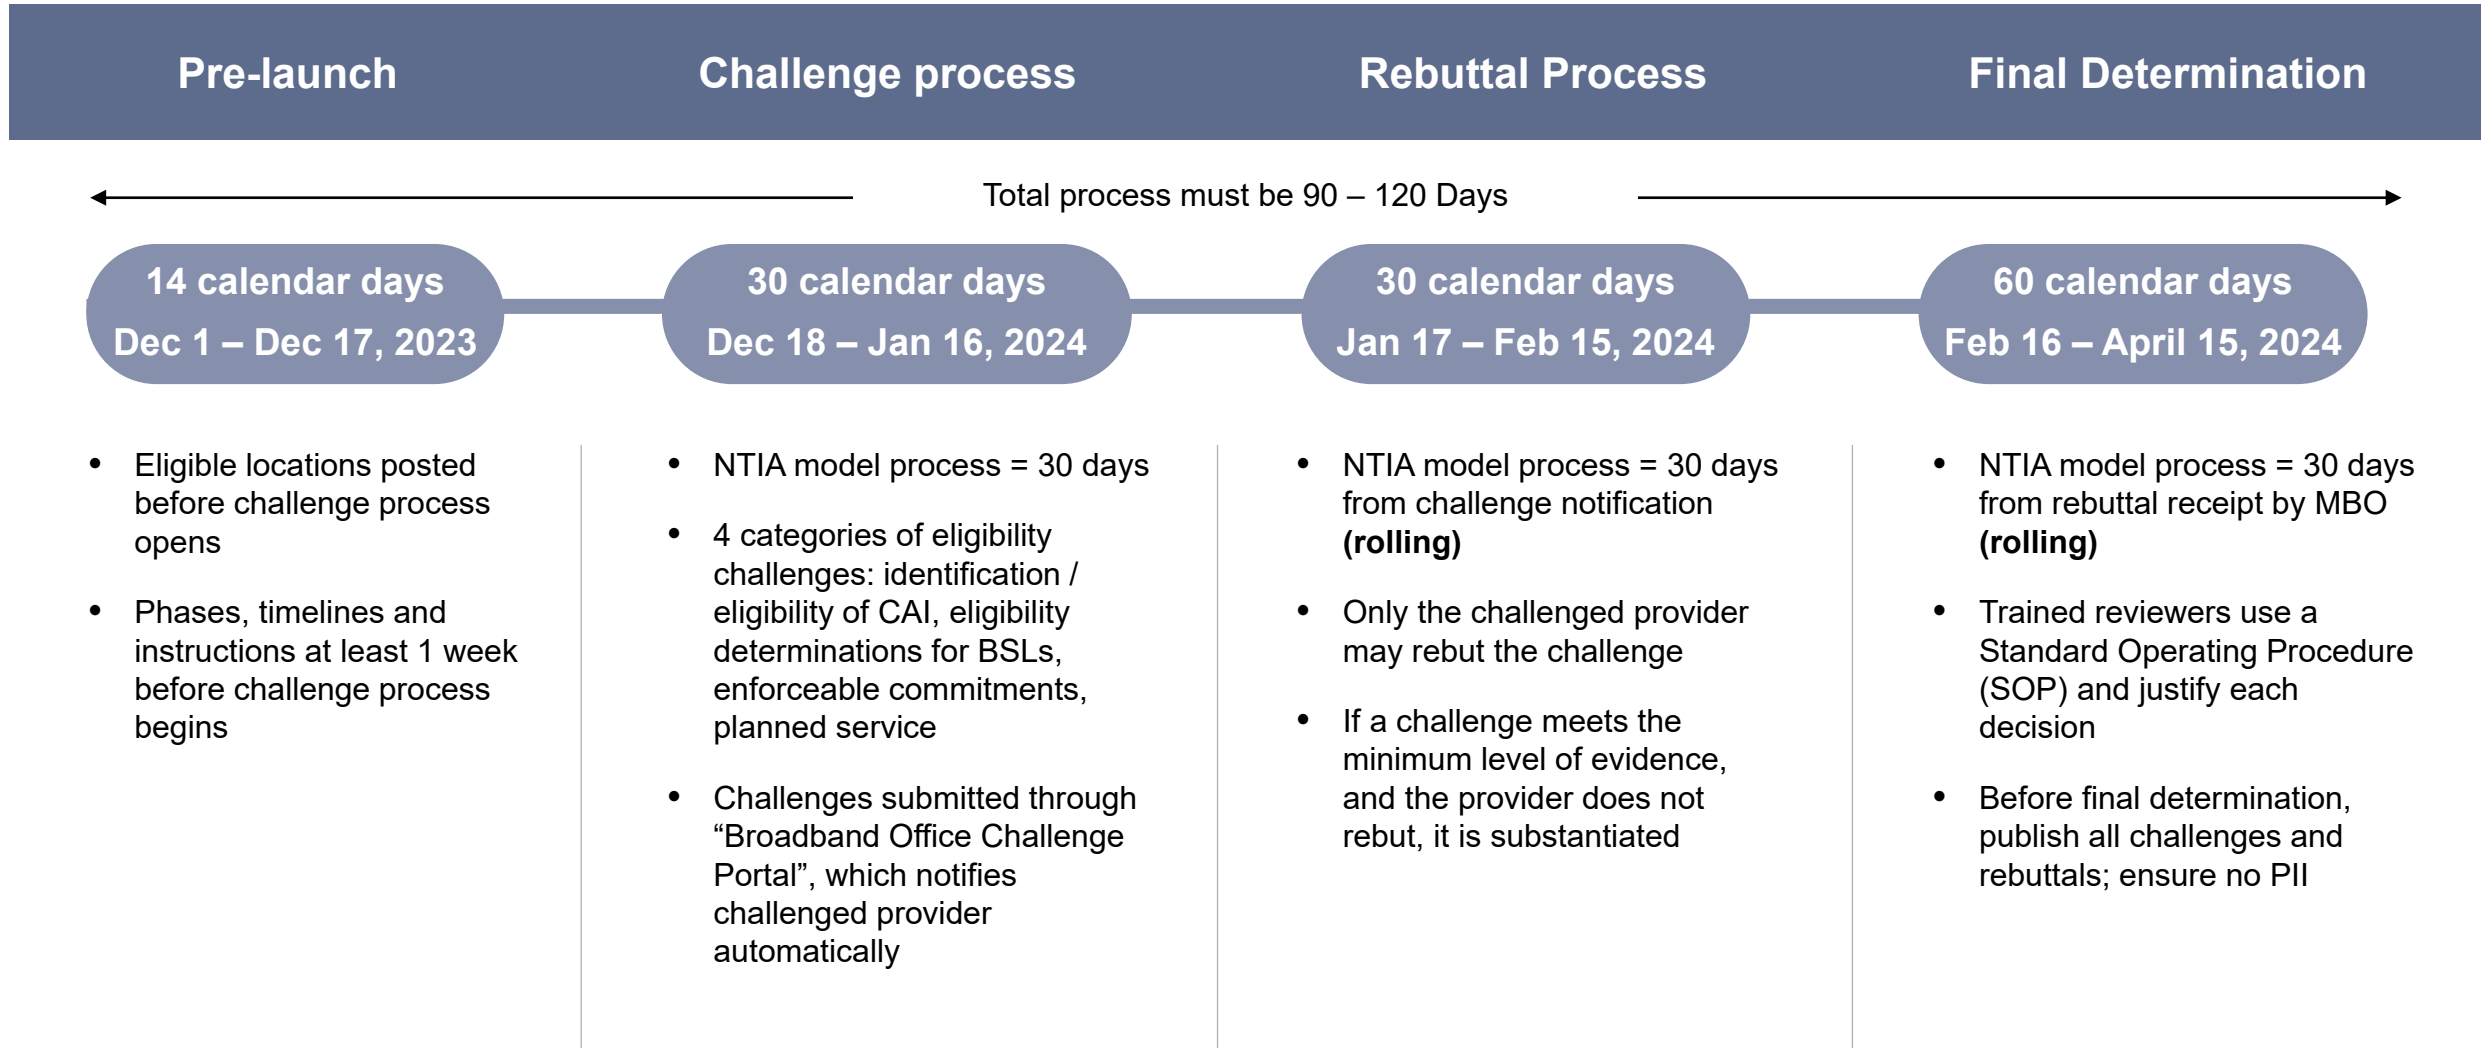 Pre-launch
Challenge process
Rebuttal Process
Final Determination
Total process must be 90 – 120 Days
14 calendar days
Dec 1 – Dec 17, 2023
30 calendar days
Dec 18 – Jan 16, 2024
30 calendar days
Jan 17 – Feb 15, 2024
60 calendar days
Feb 16 – April 15, 2024
• Eligible locations posted
before challenge process
opens
• Phases, timelines and
instructions at least 1 week
before challenge process
begins
• NTIA model process = 30 days
• 4 categories of eligibility
challenges: identification /
eligibility of CAI, eligibility
determinations for BSLs,
enforceable commitments,
planned service
• Challenges submitted through
“Broadband Office Challenge
Portal”, which notifies
challenged provider
automatically
• NTIA model process = 30 days
from challenge notification
(rolling)
• Only the challenged provider
may rebut the challenge
• If a challenge meets the
minimum level of evidence,
and the provider does not
rebut, it is substantiated
• NTIA model process = 30 days
from rebuttal receipt by MBO
(rolling)
• Trained reviewers use a
Standard Operating Procedure
(SOP) and justify each
decision
• Before final determination,
publish all challenges and
rebuttals; ensure no PII